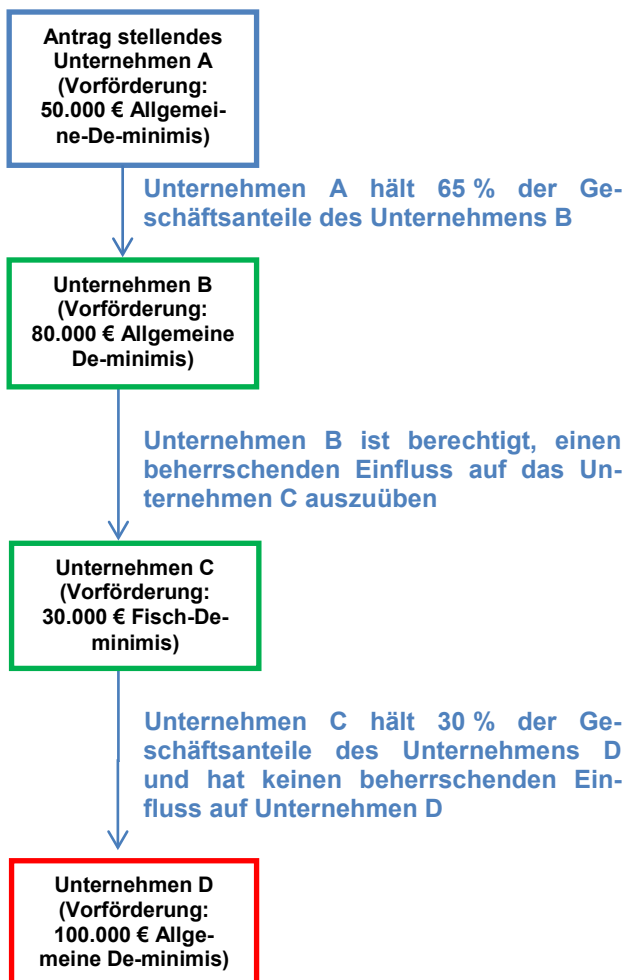 Antrag stellendes
Unternehmen A
(Vorförderung:
50.000 € Allgemei-
ne-De-minimis)
Unternehmen A hält 65 % der Ge-
schäftsanteile des Unternehmens B
Unternehmen B
(Vorförderung:
80.000 € Allgemeine
De-minimis)
Unternehmen B ist berechtigt, einen
beherrschenden Einfluss auf das Un-
ternehmen C auszuüben
Unternehmen C
(Vorförderung:
30.000 € Fisch-De-
minimis)
Unternehmen C hält 30 % der Ge-
schäftsanteile des Unternehmens D
und hat keinen beherrschenden Ein-
fluss auf Unternehmen D
Unternehmen D
(Vorförderung:
100.000 € Allge-
meine De-minimis)